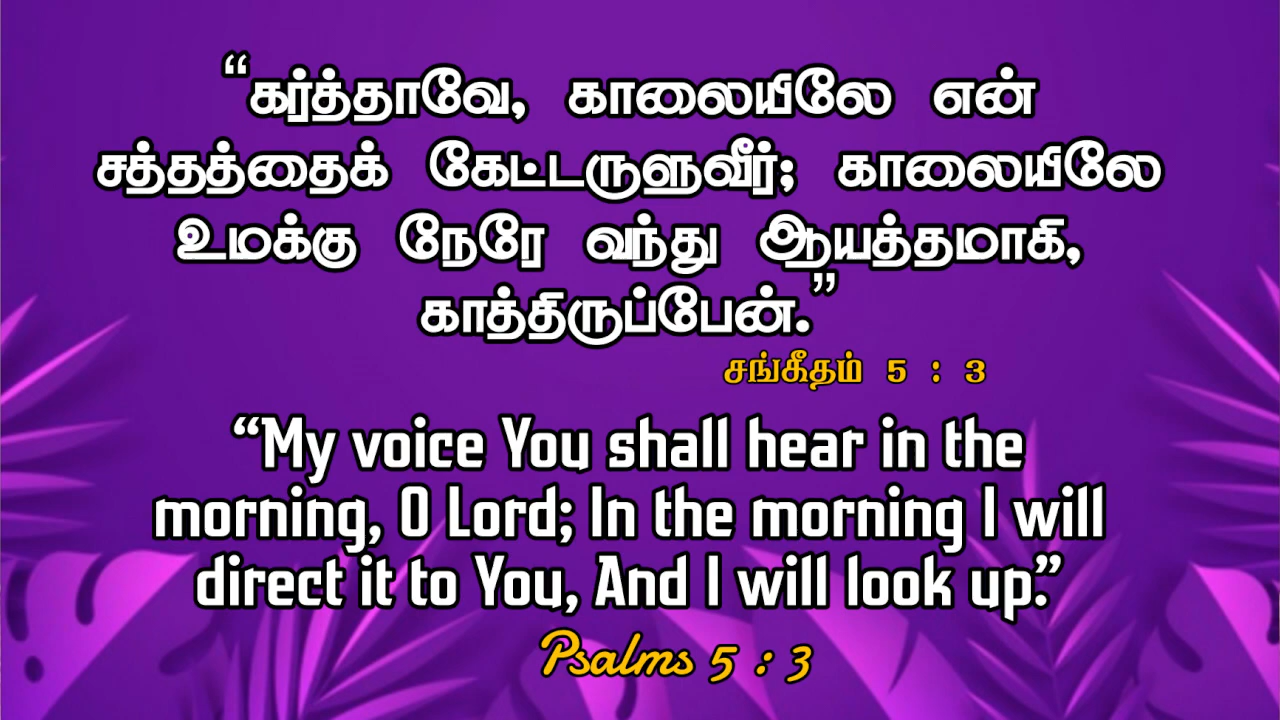 “கர்த்தாவே, காலையிலே என்
சத்தத்தைக் கேட்டருளுவீர்; காலையிலே
உமக்கு நேரே வந்து ஆயத்தமாகி,
காத்திருப்பேன்.”
சங்கீதம் 5 : 3
“My voice You shall hear in the
morning, O Lord; In the morning I will
direct it to You, And I will look up.”
Psalms 5 : 3